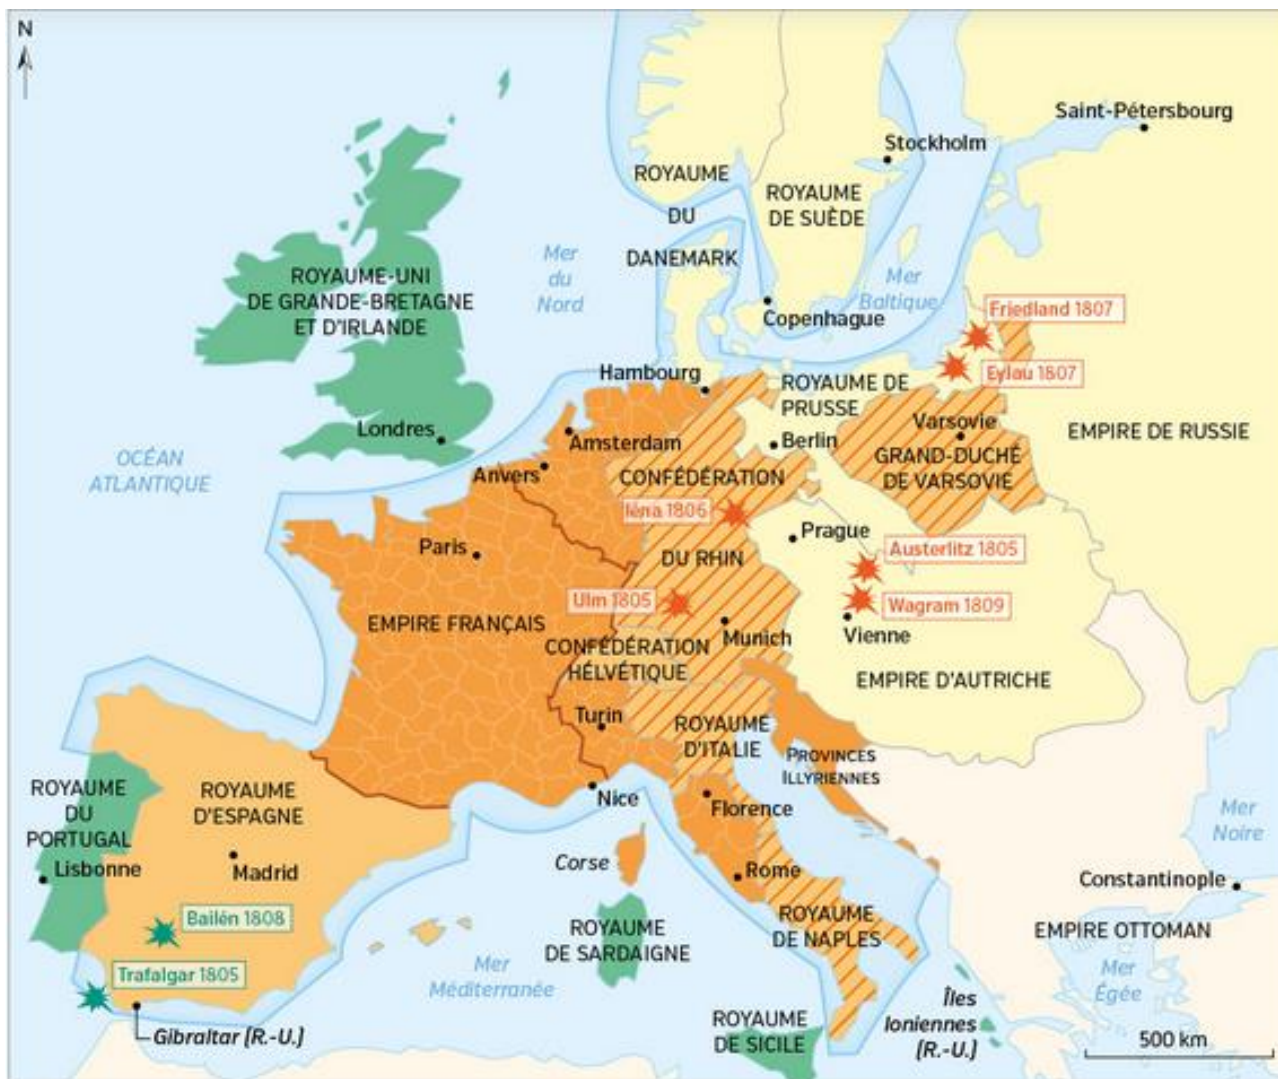 N
Saint-Pétersbourg
Stockholm
ROYAUME
DU
DANEMARK
ROYAUME
DE SUÈDE
Mer
du
Nord
Mer
Baltique
ROYAUME-UNI
DE GRANDE-BRETAGNE
ET D'IRLANDE
Copenhague
Friedland 1807
Eylau 1807
Hambourg
ROYAUME DE
PRUSSE
Londres
Amsterdam
Berlin
Varsovie
EMPIRE DE RUSSIE
OCÉAN
ATLANTIQUE
Anvers
CONFÉDÉRATION
GRAND-DUCHÉ
DE VARSOVIE
Iéna 1806
Prague
Paris
DU RHIN
Austerlitz 1805
Ulm 1805
Wagram 1809
EMPIRE FRANÇAIS
Munich
Vienne
CONFÉDÉRATION
HÉLVÉTIQUE
EMPIRE D'AUTRICHE
Turin
ROYAUME
D'ITALIE
PROVINCES
ILLYRIENNES
ROYAUME
DU
PORTUGAL
ROYAUME
D'ESPAGNE
Nice
Florence
Mer
Noire
Lisbonne
Madrid
Corse
Rome
Constantinople
Bailén 1808
ROYAUME
DE SARDAIGNE
ROYAUME
DE NAPLES
EMPIRE OTTOMAN
Trafalgar 1805
Mer
Méditerranée
Mer
Égée
Gibraltar (R.-U.)
ROYAUME
DE SICILE
Îles
Ioniennes
(R.-U.)
500 km